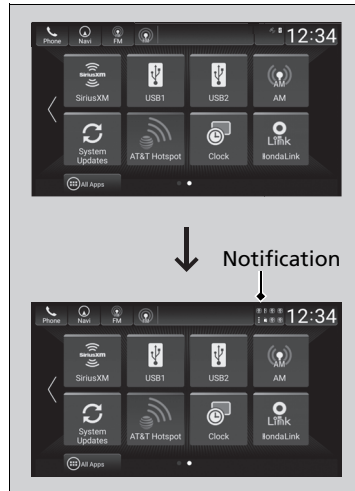 Phone Navi FM 12:34
SiriusXM USB1 USB2 AM
System
Updates AT&T Hotspot Clock HondaLink
All Apps
Notification
Phone Navi FM 12:34
SiriusXM USB1 USB2 AM
System
Updates AT&T Hotspot Clock HondaLink
All Apps